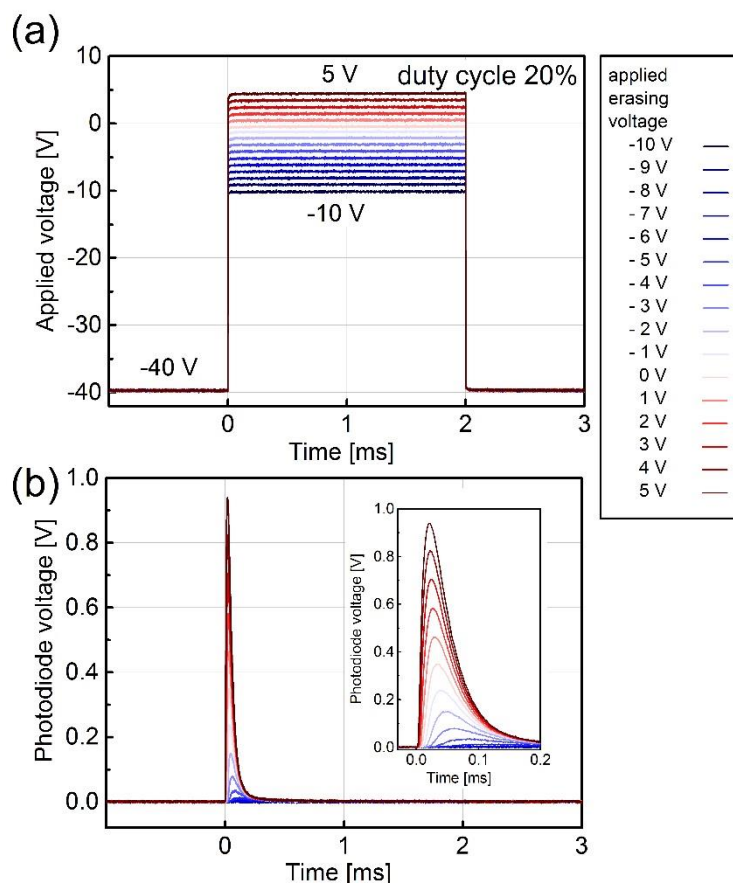 (a)
Applied voltage [V]
10
0
-10
-20
-30
-40
5 V
duty cycle 20%
-10 V
-40 V
0
1
2
3
Time [ms]
applied
erasing
voltage
-10 V
- 9 V
- 8 V
- 7 V
- 6 V
- 5 V
- 4 V
- 3 V
- 2 V
- 1 V
0 V
1 V
2 V
3 V
4 V
5 V
(b)
Photodiode voltage [V]
1.0
0.8
0.6
0.4
0.2
0.0
0
1
2
3
Time [ms]
Photodiode voltage [V]
1.0
0.8
0.6
0.4
0.2
0.0
0.0
0.1
0.2
Time [ms]